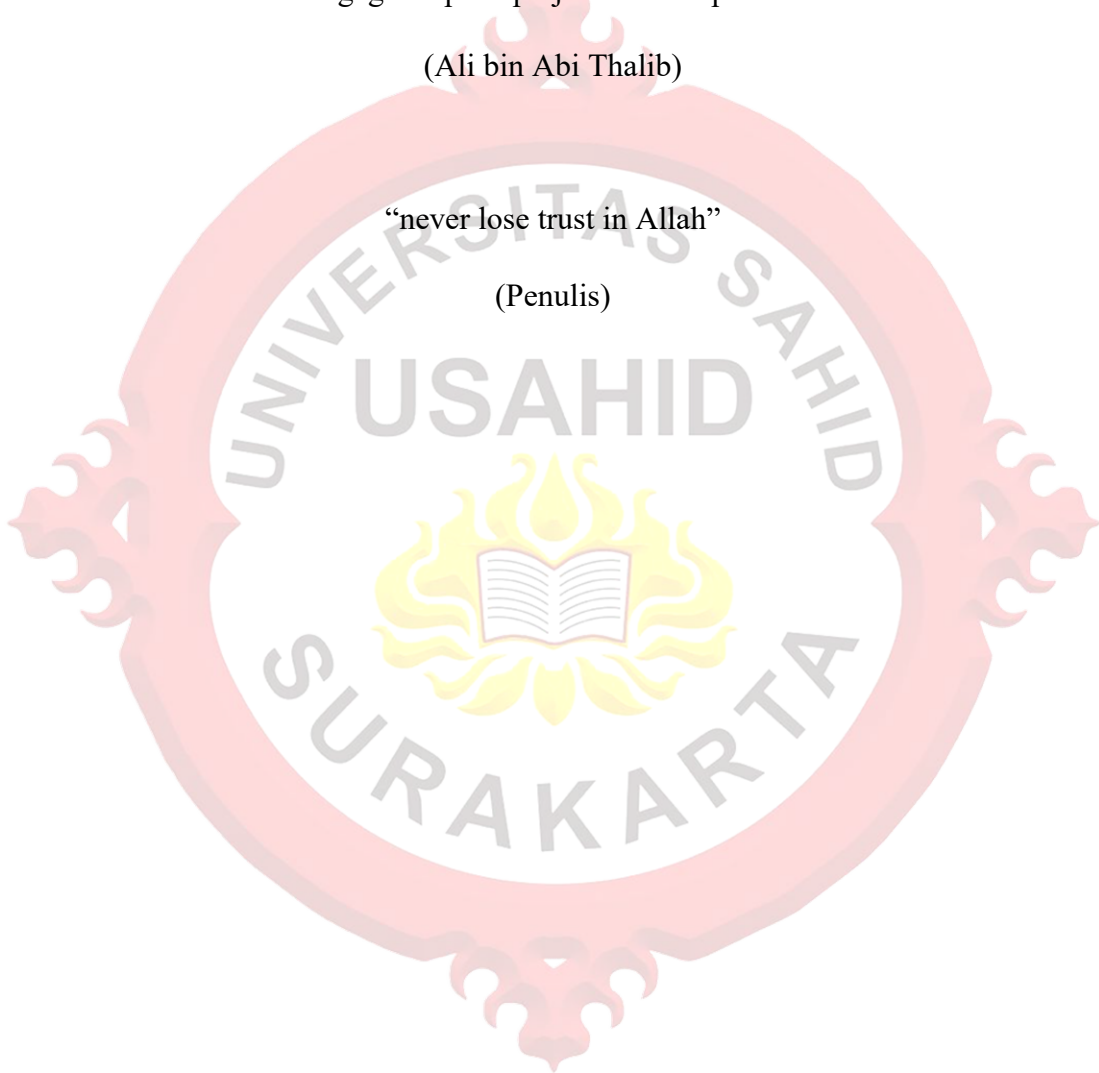 (Ali bin Abi Thalib)
“never lose trust in Allah”
(Penulis)
UNIVERSITAS SAHID
USAHID
SURAKARTA